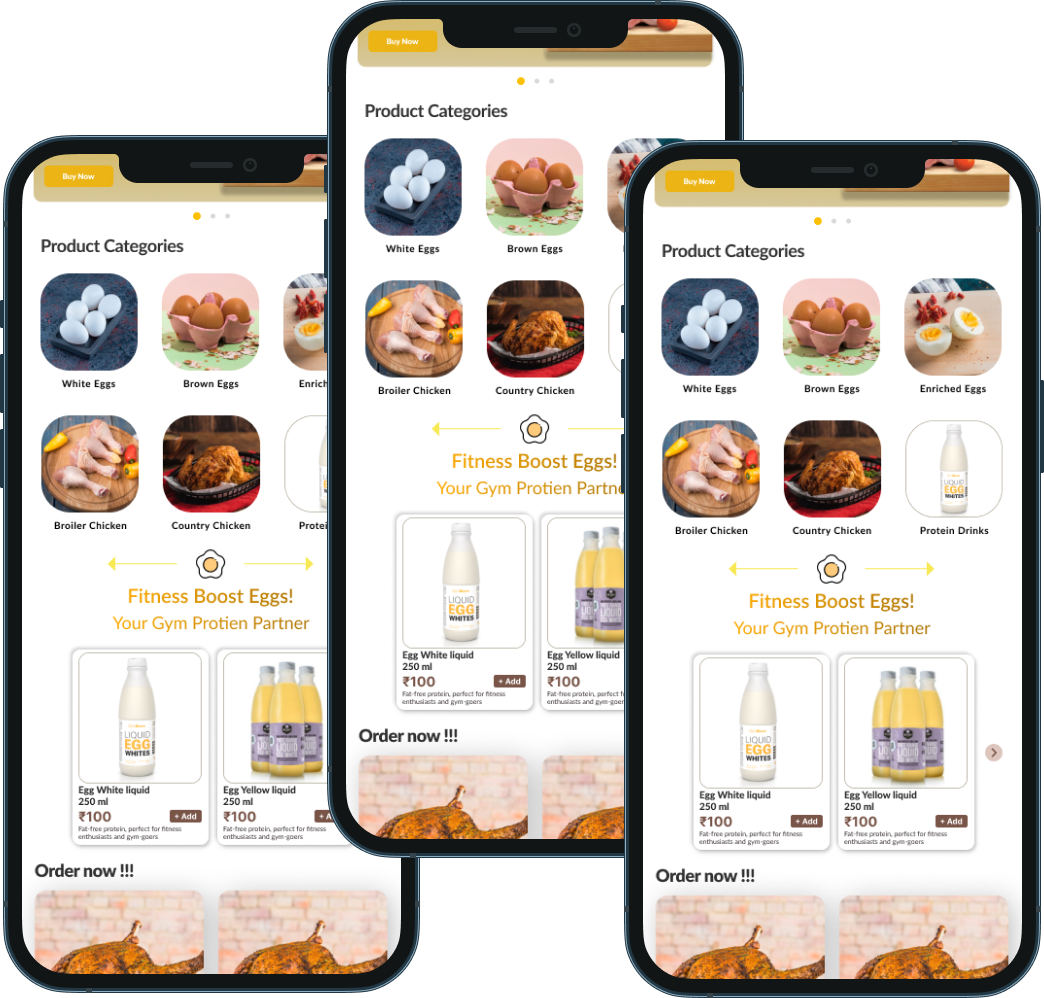 Buy Now
Product Categories
White Eggs
Brown Eggs
Enrich
Broiler Chicken
Country Chicken
Protei
Fitness Boost Eggs!
Your Gym Protien Partner
LIQUID
EGG
WHITES
Egg White liquid
250 ml
₹100
+ Add
Fat-free protein, perfect for fitness
enthusiasts and gym-goers
LIQUID
Egg Yellow liquid
250 ml
₹100
+ A
Fat-free protein, perfect for fitness
enthusiasts and gym-goers
Order now !!!
Buy Now
Product Categories
White Eggs
Brown Eggs
Broiler Chicken
Country Chicken
Fitness Boost Eggs!
Your Gym Protien Partne
LIQUID
EGG
WHITES
Egg White liquid
250 ml
₹100
+ Add
Fat-free protein, perfect for fitness
enthusiasts and gym-goers
LIQUID
Egg Yellow liquid
250 ml
₹100
Fat-free protein, perfect for f
enthusiasts and gym-goers
Order now !!!
Buy Now
Product Categories
White Eggs
Brown Eggs
Enriched Eggs
Broiler Chicken
Country Chicken
LIQUID
EGG
WHITES
Protein Drinks
Fitness Boost Eggs!
Your Gym Protien Partner
LIQUID
EGG
WHITES
Egg White liquid
250 ml
₹100
+ Add
Fat-free protein, perfect for fitness
enthusiasts and gym-goers
LIQUID
Egg Yellow liquid
250 ml
₹100
+ Add
Fat-free protein, perfect for fitness
enthusiasts and gym-goers
Order now !!!